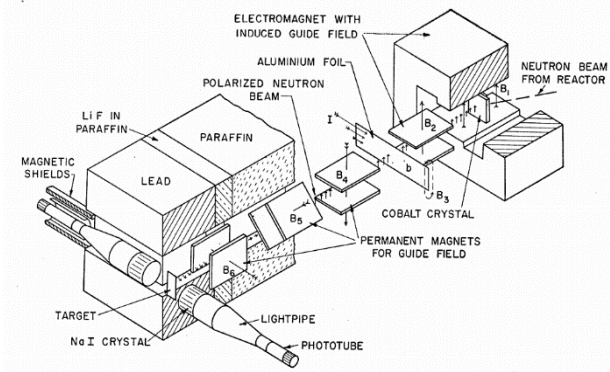 ELECTROMAGNET WITH
INDUCED GUIDE FIELD
ALUMINIUM FOIL
NEUTRON BEAM
FROM REACTOR
POLARIZED NEUTRON
BEAM
B1
LiF IN
PARAFFIN
PARAFFIN
I
B2
MAGNETIC
SHIELDS
LEAD
B4
b
B3
COBALT CRYSTAL
B5
PERMANENT MAGNETS
FOR GUIDE FIELD
B6
TARGET
LIGHTPIPE
NaI CRYSTAL
PHOTOTUBE